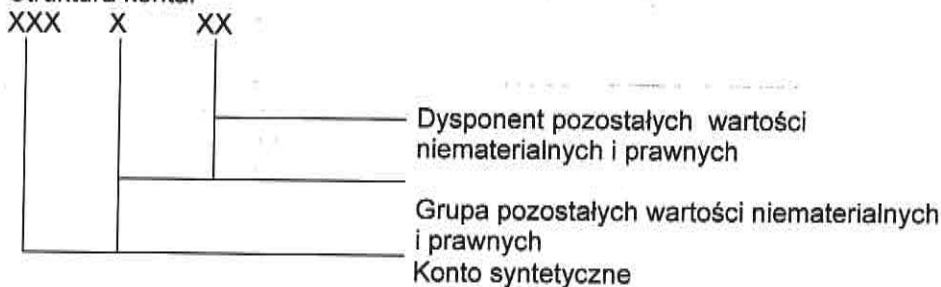 XXX X XX
Dysponent pozostałych wartości
niematerialnych i prawnych
Grupa pozostałych wartości niematerialnych
i prawnych
Konto syntetyczne